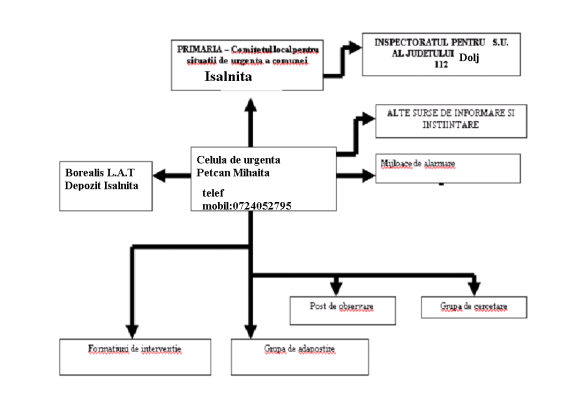 PRIMARIA – Comitetul local pentru
situatii de urgenta a comunei
Isalnita
INSPECTORATUL PENTRU S.U.
AL JUDETULUI Dolj
112
ALTE SURSE DE INFORMARE SI
INSTIINTARE
Celula de urgenta
Petcan Mihaita
telef
mobil:0724052795
Mijloace de alarmare
Borealis L.A.T
Depozit Isalnita
Post de observare
Grupa de cercetare
Formatiuni de interventie
Grupa de adapostire